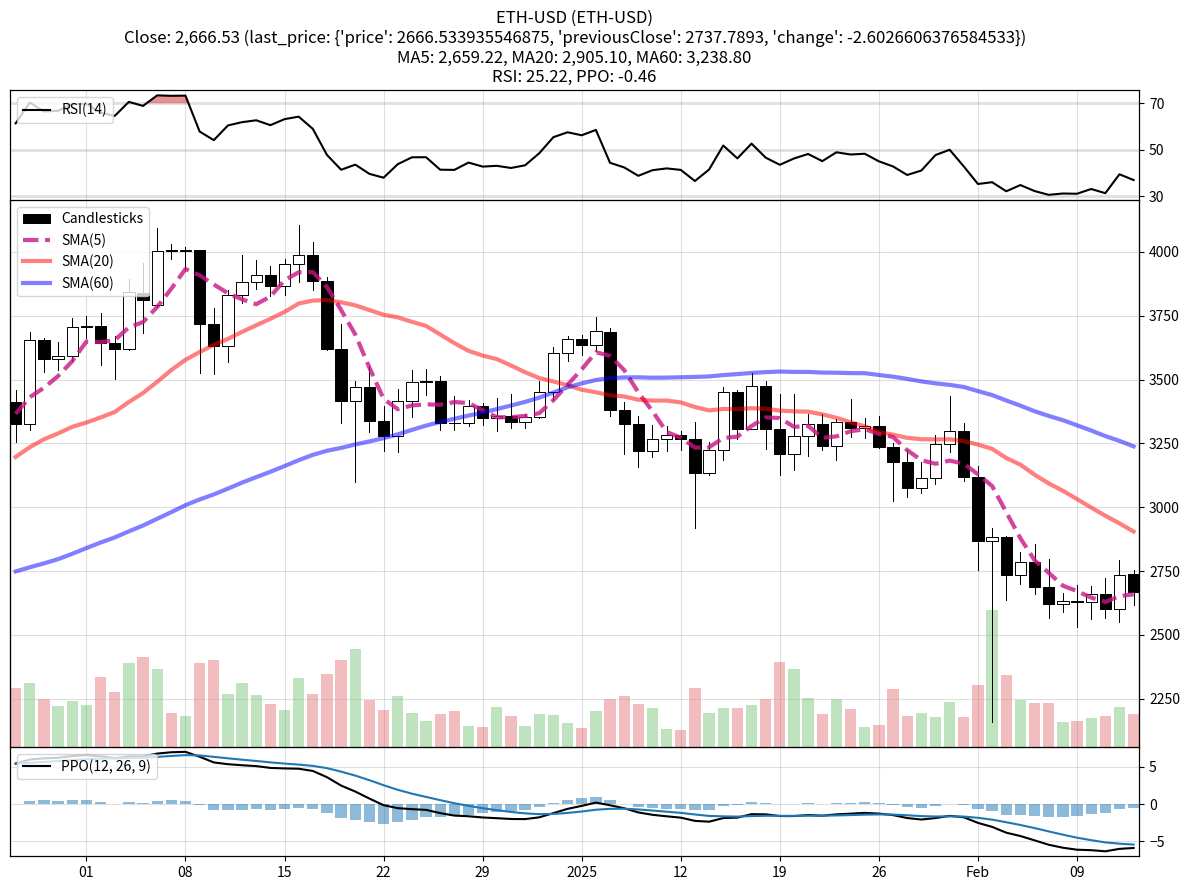 ETH-USD (ETH-USD)
Close: 2,666.53 (last_price: {'price': 2666.533935546875, 'previousClose': 2737.7893, 'change': -2.6026606376584533})
MA5: 2,659.22, MA20: 2,905.10, MA60: 3,238.80
RSI: 25.22, PPO: -0.46
RSI(14)
70
50
30
Candlesticks
SMA(5)
SMA(20)
SMA(60)
4000
3750
3500
3250
3000
2750
2500
2250
PPO(12, 26, 9)
5
0
−5
01 08 15 22 29 2025 12 19 26 Feb 09